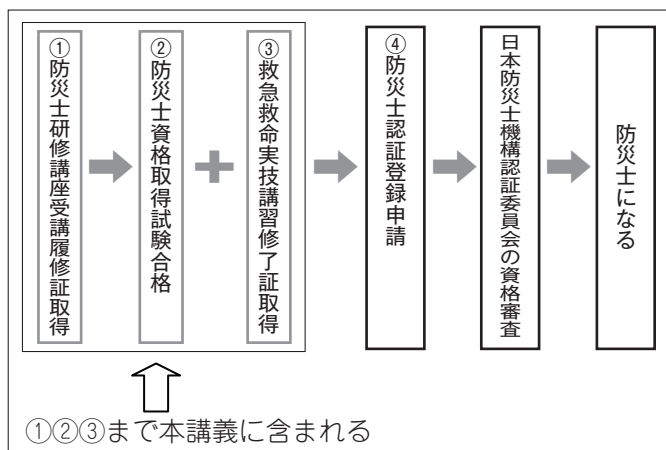 ①防災士研修講座受講履修証取得
②防災士資格取得試験合格
③救急救命実技講習修了証取得
④防災士認証登録申請
日本防災士機構認証委員会の資格審査
防災士になる
①②③まで本講義に含まれる